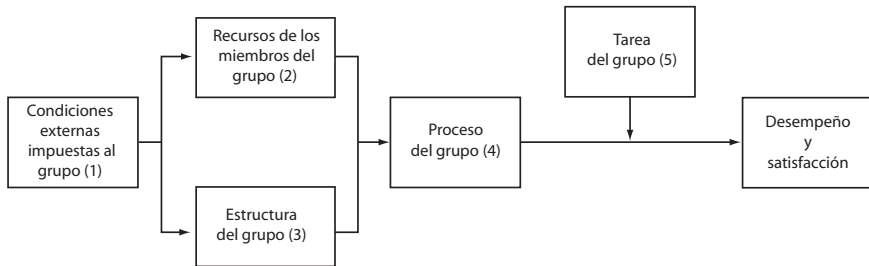 Recursos de los
miembros del
grupo (2)
Tarea
del grupo (5)
Condiciones
externas
impuestas al
grupo (1)
Proceso
del grupo (4)
Desempeño
y
satisfacción
Estructura
del grupo (3)